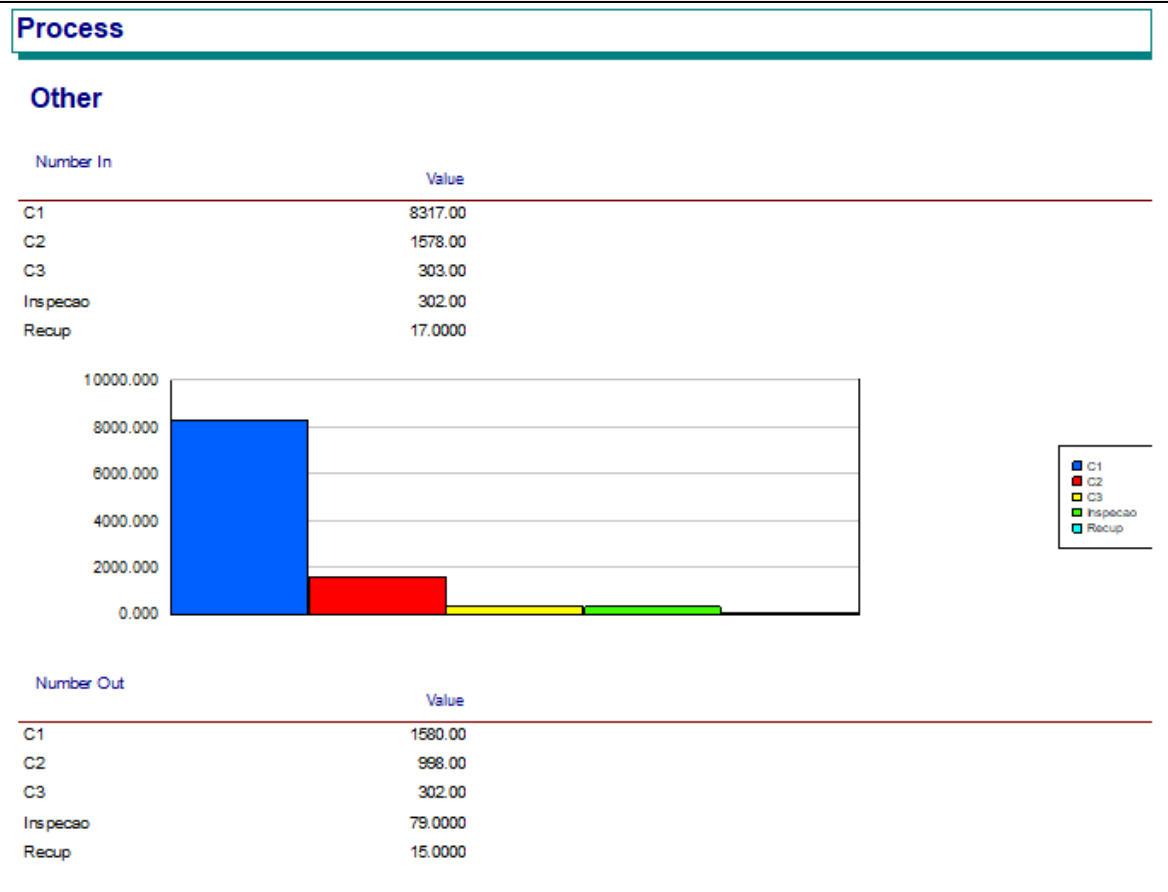 Process
Other
Number In
Value
C1 8317.00
C2 1578.00
C3 303.00
Inspecao 302.00
Recup 17.0000
10000.000
8000.000
6000.000
4000.000
2000.000
0.000
C1
C2
C3
Inspecao
Recup
Number Out
Value
C1 1580.00
C2 998.00
C3 302.00
Inspecao 79.0000
Recup 15.0000